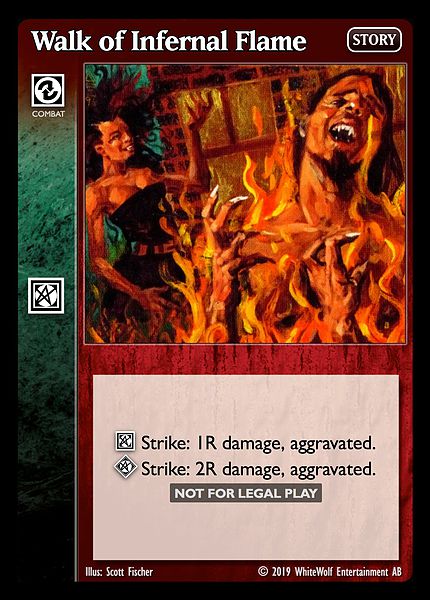 Walk of Infernal Flame
STORY
COMBAT
Strike: 1R damage, aggravated.
Strike: 2R damage, aggravated.
NOT FOR LEGAL PLAY
Illus: Scott Fischer
© 2019 WhiteWolf Entertainment AB